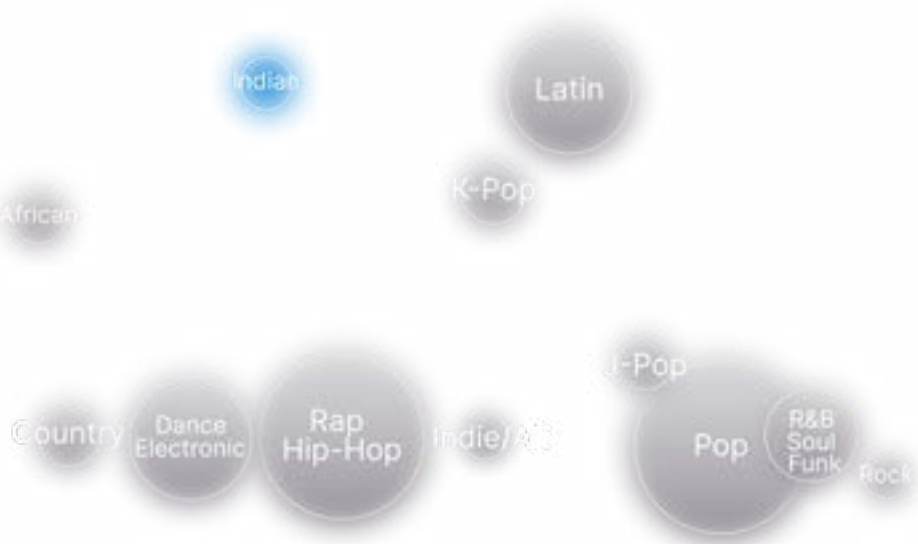 Indian
Latin
K-Pop
African
J-Pop
Country
Dance
Electronic
Rap
Hip-Hop
Pop
R&B
Soul
Funk
Rock